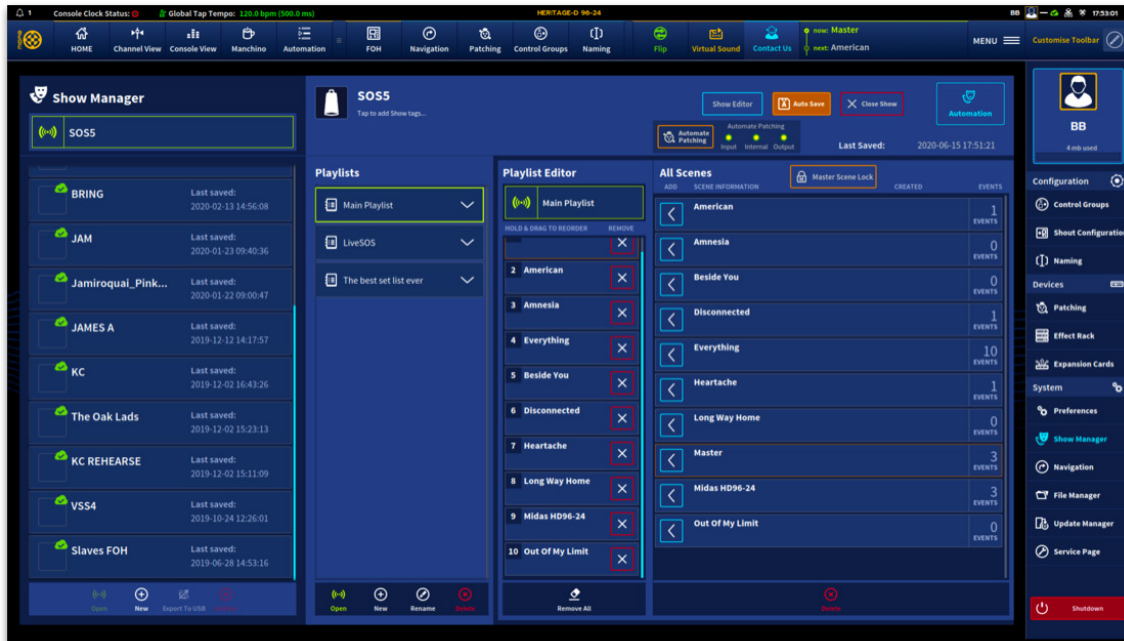 1 Console Clock Status: Global Tap Tempo: 120.0 bpm (500.0 ms) HERITAGE-D 96-24 BB 17:53:01
HOME Channel View Console View Manchino Automation FOH Navigation Patching Control Groups Naming Flip Virtual Sound Contact Us
now: Master
next: American
MENU
Customise Toolbar
Show Manager
SOS5
BRING Last saved:
2020-02-13 14:56:08
JAM Last saved:
2020-01-23 09:40:36
Jamiroquai_Pink... Last saved:
2020-01-22 09:00:47
JAMES A Last saved:
2019-12-12 14:17:57
KC Last saved:
2019-12-02 16:43:26
The Oak Lads Last saved:
2019-12-02 15:23:13
KC REHEARSE Last saved:
2019-12-02 15:11:09
VSS4 Last saved:
2019-10-24 12:26:01
Slaves FOH Last saved:
2019-06-28 14:53:16
Open New Export To USB
SOS5
Tap to add Show tags...
Show Editor
Auto Save
Close Show
Automation
Automate Patching
Automate Patching
Input Internal Output
Last Saved: 2020-06-15 17:51:21
Playlists
Main Playlist
LiveSOS
The best set list ever
Open New Rename Delete
Playlist Editor
Main Playlist
HOLD & DRAG TO REORDER REMOVE
2 American
3 Amnesia
4 Everything
5 Beside You
6 Disconnected
7 Heartache
8 Long Way Home
9 Midas HD96-24
10 Out Of My Limit
Remove All
All Scenes
Master Scene Lock
ADD SCENE INFORMATION CREATED EVENTS
American 1 EVENTS
Amnesia 0 EVENTS
Beside You 0 EVENTS
Disconnected 1 EVENTS
Everything 10 EVENTS
Heartache 1 EVENTS
Long Way Home 0 EVENTS
Master 3 EVENTS
Midas HD96-24 3 EVENTS
Out Of My Limit 0 EVENTS
Delete
BB
4 mb used
Configuration
Control Groups
Shout Configuratio
Naming
Devices
Patching
Effect Rack
Expansion Cards
System
Preferences
Show Manager
Navigation
File Manager
Update Manager
Service Page
Shutdown